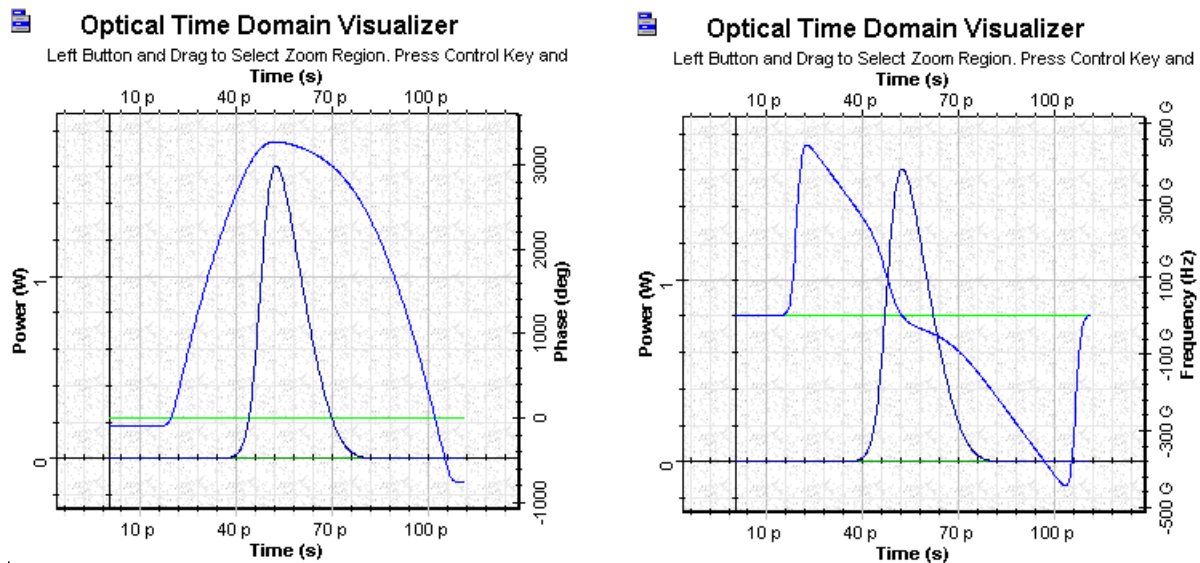 Optical Time Domain Visualizer
Left Button and Drag to Select Zoom Region. Press Control Key and
Time (s)
10 p 40 p 70 p 100 p
Power (W)
1
0
3000
2000
1000
0
-1000
Phase (deg)
10 p 40 p 70 p 100 p
Time (s)
Optical Time Domain Visualizer
Left Button and Drag to Select Zoom Region. Press Control Key and
Time (s)
10 p 40 p 70 p 100 p
Power (W)
1
0
500 G
300 G
100 G
-100 G
-300 G
-500 G
Frequency (Hz)
10 p 40 p 70 p 100 p
Time (s)